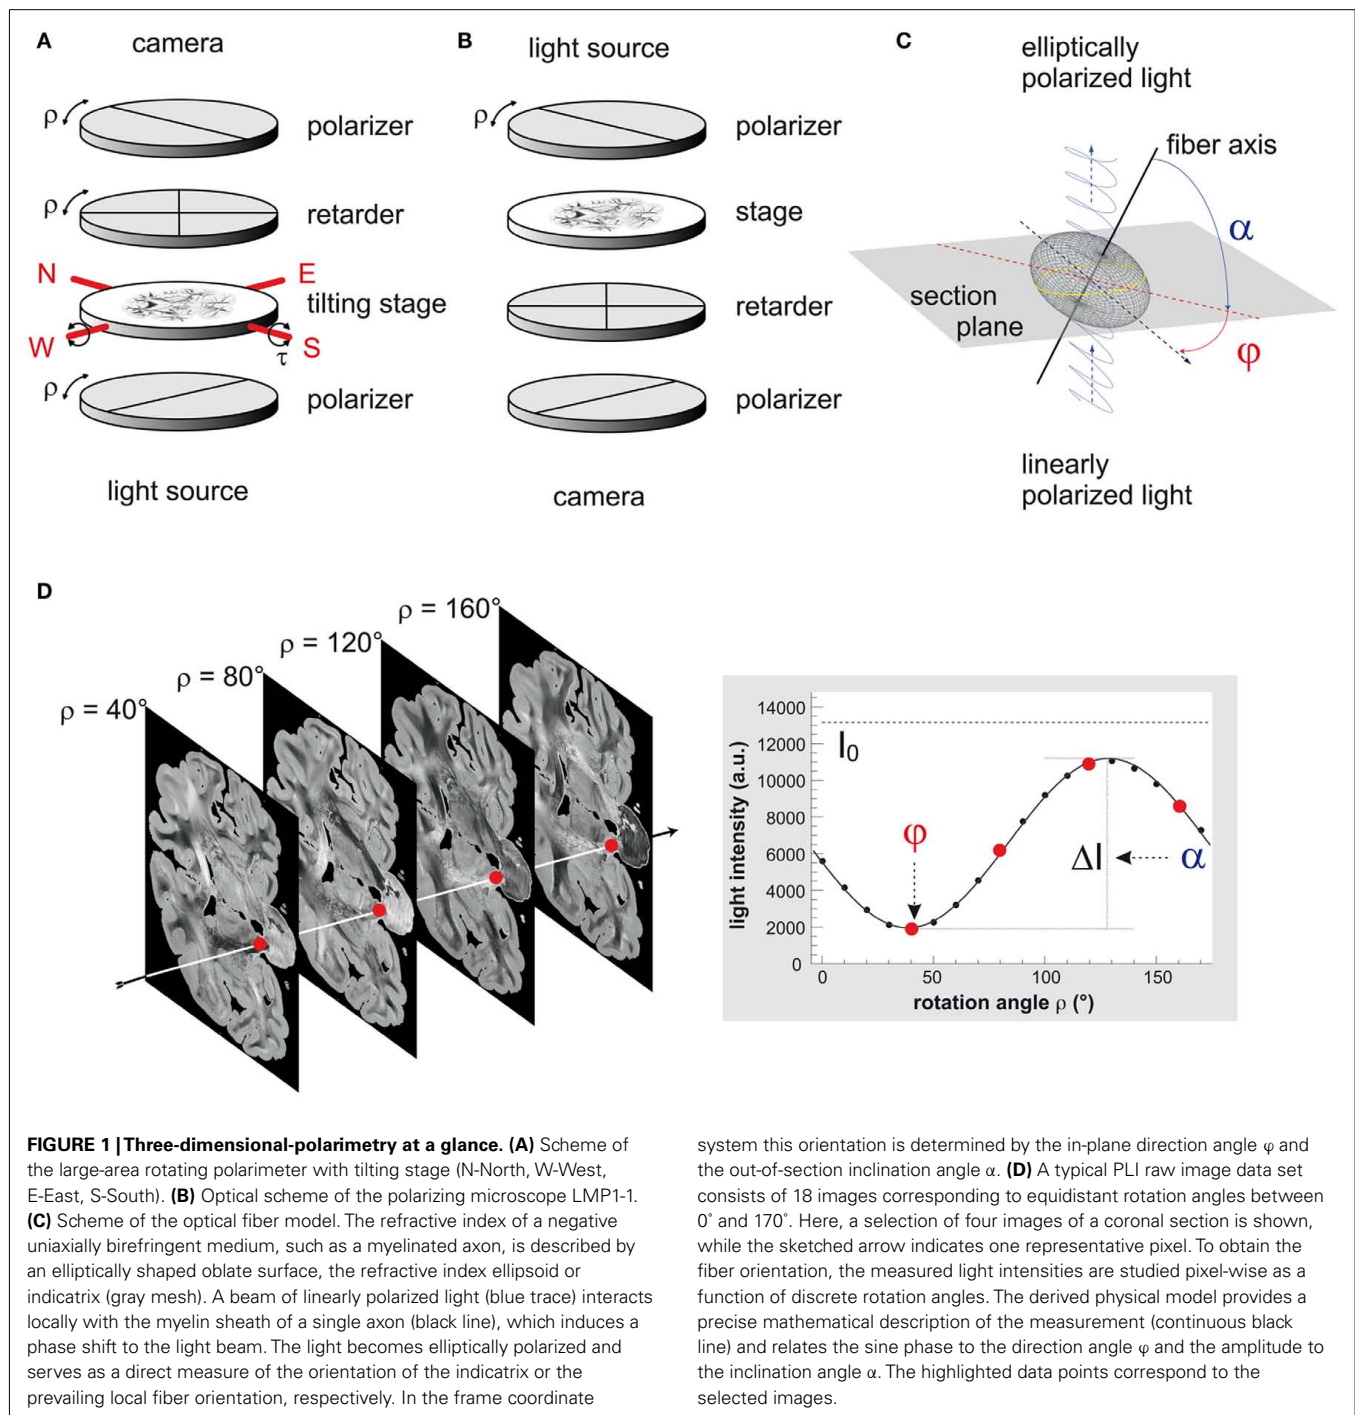 A
camera
ρ
polarizer
ρ
retarder
N
E
tilting stage
W
τ
S
ρ
polarizer
light source
B
light source
ρ
polarizer
stage
retarder
polarizer
camera
C
elliptically
polarized light
fiber axis
α
section
plane
φ
linearly
polarized light
D
ρ = 40°
ρ = 80°
ρ = 120°
ρ = 160°
14000
12000
10000
8000
6000
4000
2000
0
light intensity (a.u.)
I0
φ
ΔI
α
0
50
100
150
rotation angle ρ (°)
FIGURE 1 | Three-dimensional-polarimetry at a glance. (A) Scheme of
the large-area rotating polarimeter with tilting stage (N-North, W-West,
E-East, S-South). (B) Optical scheme of the polarizing microscope LMP1-1.
(C) Scheme of the optical fiber model. The refractive index of a negative
uniaxially birefringent medium, such as a myelinated axon, is described by
an elliptically shaped oblate surface, the refractive index ellipsoid or
indicatrix (gray mesh). A beam of linearly polarized light (blue trace) interacts
locally with the myelin sheath of a single axon (black line), which induces a
phase shift to the light beam. The light becomes elliptically polarized and
serves as a direct measure of the orientation of the indicatrix or the
prevailing local fiber orientation, respectively. In the frame coordinate
system this orientation is determined by the in-plane direction angle φ and
the out-of-section inclination angle α. (D) A typical PLI raw image data set
consists of 18 images corresponding to equidistant rotation angles between
0° and 170°. Here, a selection of four images of a coronal section is shown,
while the sketched arrow indicates one representative pixel. To obtain the
fiber orientation, the measured light intensities are studied pixel-wise as a
function of discrete rotation angles. The derived physical model provides a
precise mathematical description of the measurement (continuous black
line) and relates the sine phase to the direction angle φ and the amplitude to
the inclination angle α. The highlighted data points correspond to the
selected images.